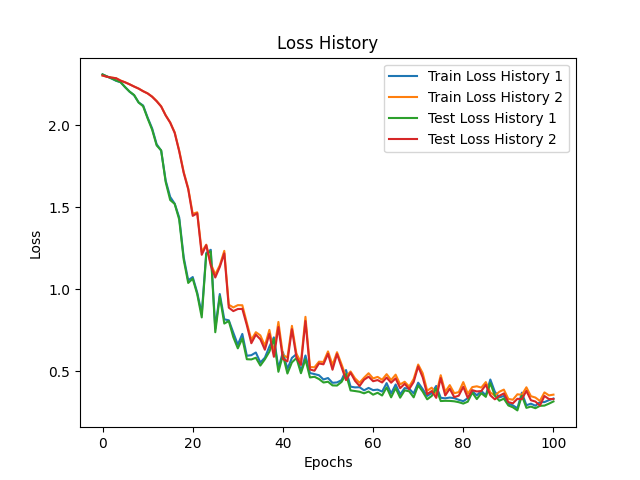 Loss History
Train Loss History 1
Train Loss History 2
Test Loss History 1
Test Loss History 2
2.0
1.5
1.0
0.5
Loss
0 20 40 60 80 100
Epochs